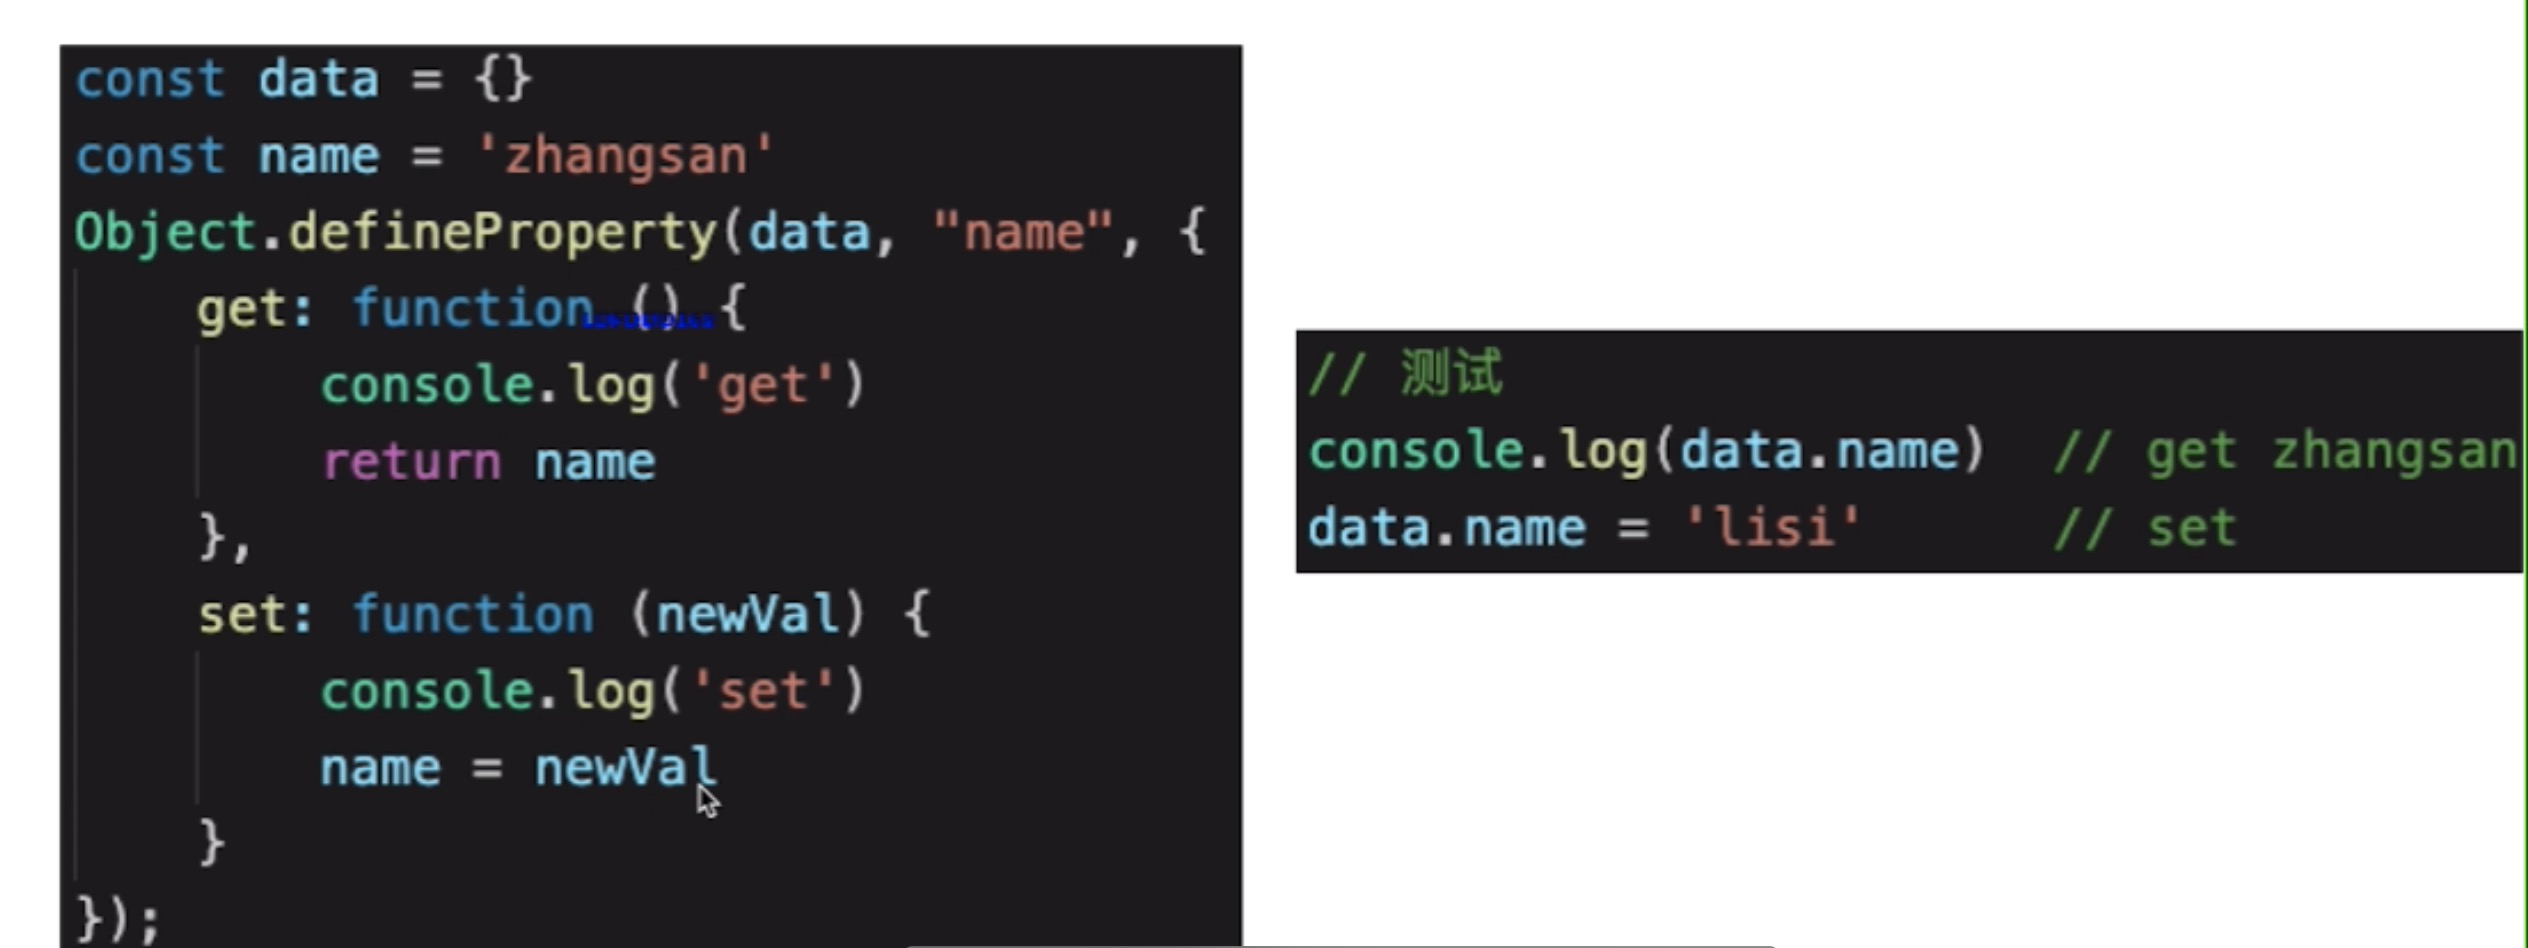 const data = {}
const name = 'zhangsan'
Object.defineProperty(data, "name", {
    get: function () {
        console.log('get')
        return name
    },
    set: function (newVal) {
        console.log('set')
        name = newVal
    }
});
// 测试
console.log(data.name)  // get zhangsan
data.name = 'lisi'      // set